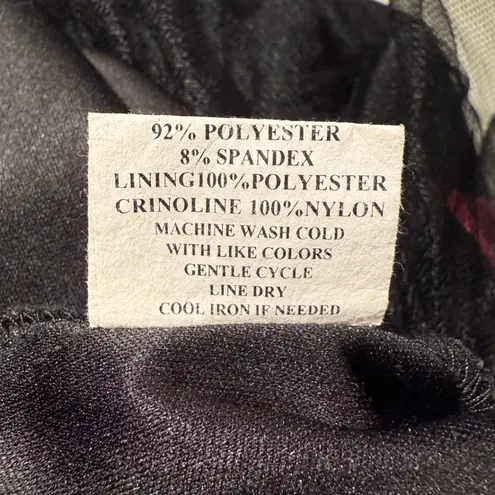 92% POLYESTER
8% SPANDEX
LINING100%POLYESTER
CRINOLINE 100%NYLON
MACHINE WASH COLD
WITH LIKE COLORS
GENTLE CYCLE
LINE DRY
COOL IRON IF NEEDED